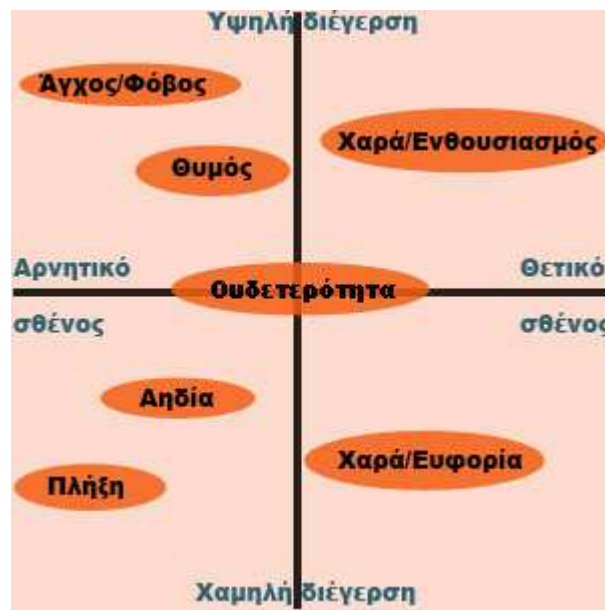 Υψηλή διέγερση
Άγχος/Φόβος
Χαρά/Ενθουσιασμός
Θυμός
Αρνητικό
Θετικό
Ουδετερότητα
σθένος
σθένος
Αηδία
Χαρά/Ευφορία
Πλήξη
Χαμηλή διέγερση